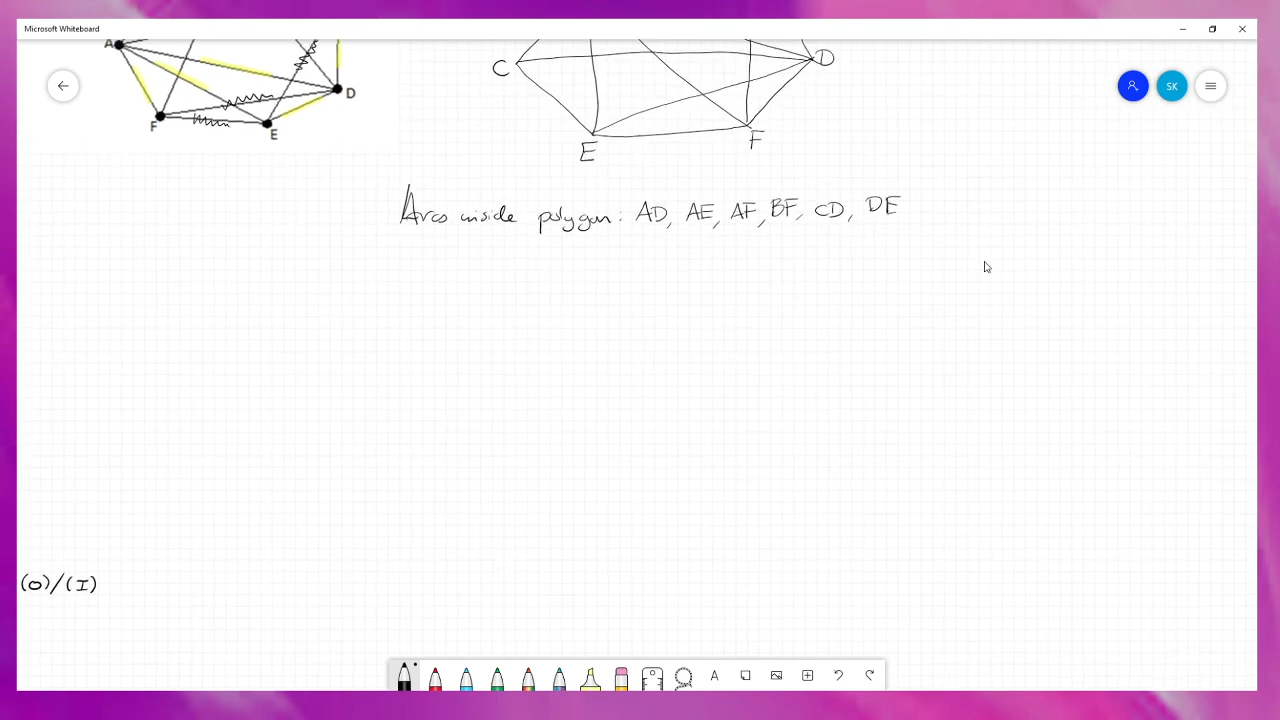 Microsoft Whiteboard
SK
A
D
F
E
C
D
E
F
Arcs inside polygon: AD, AE, AF, BF, CD, DE
(O)/(I)
A